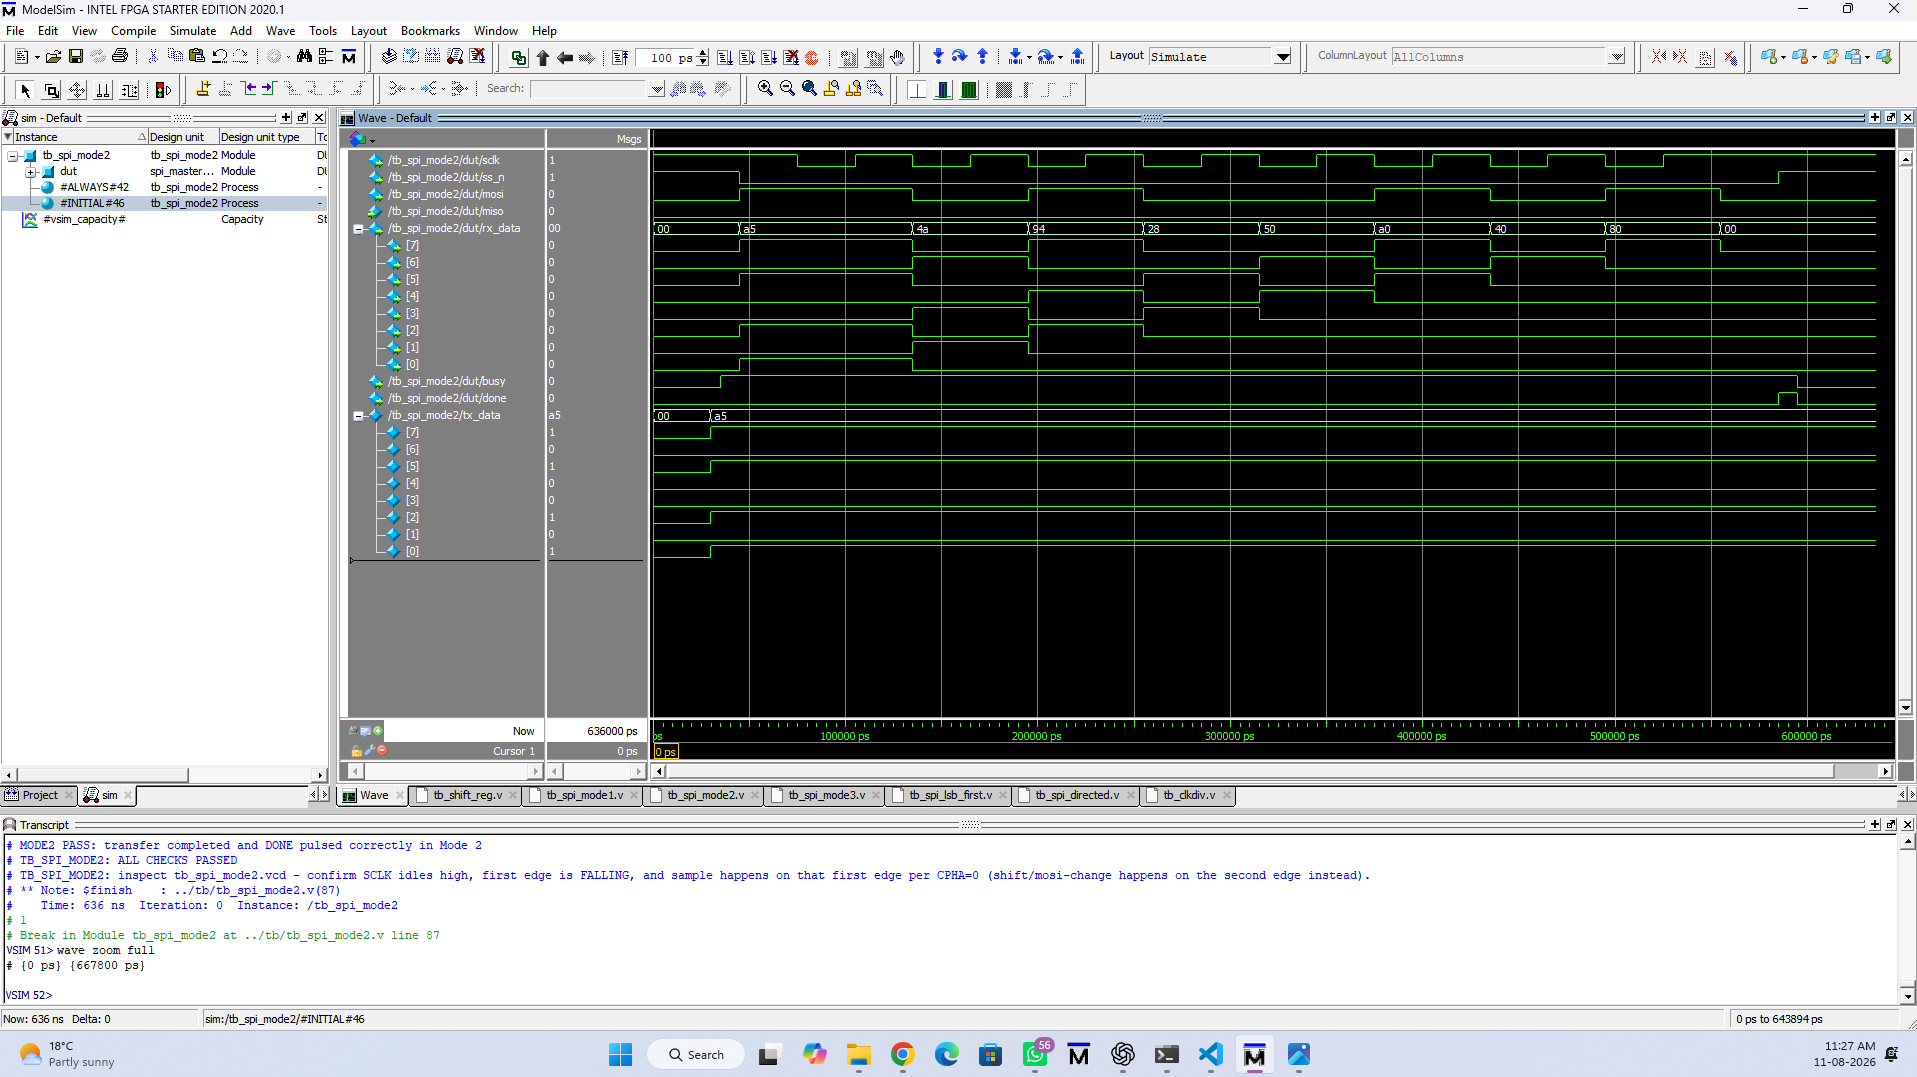 ModelSim - INTEL FPGA STARTER EDITION 2020.1
File Edit View Compile Simulate Add Wave Tools Layout Bookmarks Window Help
100 ps
Layout Simulate
ColumnLayout AllColumns
Search:
sim - Default
Instance Design unit Design unit type
tb_spi_mode2 tb_spi_mode2 Module
dut spi_master... Module
#ALWAYS#42 tb_spi_mode2 Process -
#INITIAL#46 tb_spi_mode2 Process -
#vsim_capacity# Capacity
Wave - Default
Msgs
/tb_spi_mode2/dut/sclk 1
/tb_spi_mode2/dut/ss_n 1
/tb_spi_mode2/dut/mosi 0
/tb_spi_mode2/dut/miso 0
/tb_spi_mode2/dut/rx_data 00 00 a5 4a 94 28 50 a0 40 80 00
[7] 0
[6] 0
[5] 0
[4] 0
[3] 0
[2] 0
[1] 0
[0] 0
/tb_spi_mode2/dut/busy 0
/tb_spi_mode2/dut/done 0
/tb_spi_mode2/tx_data a5 00 a5
[7] 1
[6] 0
[5] 1
[4] 0
[3] 0
[2] 1
[1] 0
[0] 1
Now 636000 ps 100000 ps 200000 ps 300000 ps 400000 ps 500000 ps 600000 ps
Cursor 1 0 ps 0 ps
Project sim
Wave tb_shift_reg.v tb_spi_mode1.v tb_spi_mode2.v tb_spi_mode3.v tb_spi_lsb_first.v tb_spi_directed.v tb_clkdiv.v
Transcript
# MODE2 PASS: transfer completed and DONE pulsed correctly in Mode 2
# TB_SPI_MODE2: ALL CHECKS PASSED
# TB_SPI_MODE2: inspect tb_spi_mode2.vcd - confirm SCLK idles high, first edge is FALLING, and sample happens on that first edge per CPHA=0 (shift/mosi-change happens on the second edge instead).
# ** Note: $finish    : ../tb/tb_spi_mode2.v(87)
#    Time: 636 ns  Iteration: 0  Instance: /tb_spi_mode2
# 1
# Break in Module tb_spi_mode2 at ../tb/tb_spi_mode2.v line 87
VSIM 51> wave zoom full
# {0 ps} {667800 ps}
VSIM 52>
Now: 636 ns Delta: 0 sim:/tb_spi_mode2/#INITIAL#46 0 ps to 643894 ps
18°C
Partly sunny
Search
56
11:27 AM
11-08-2026